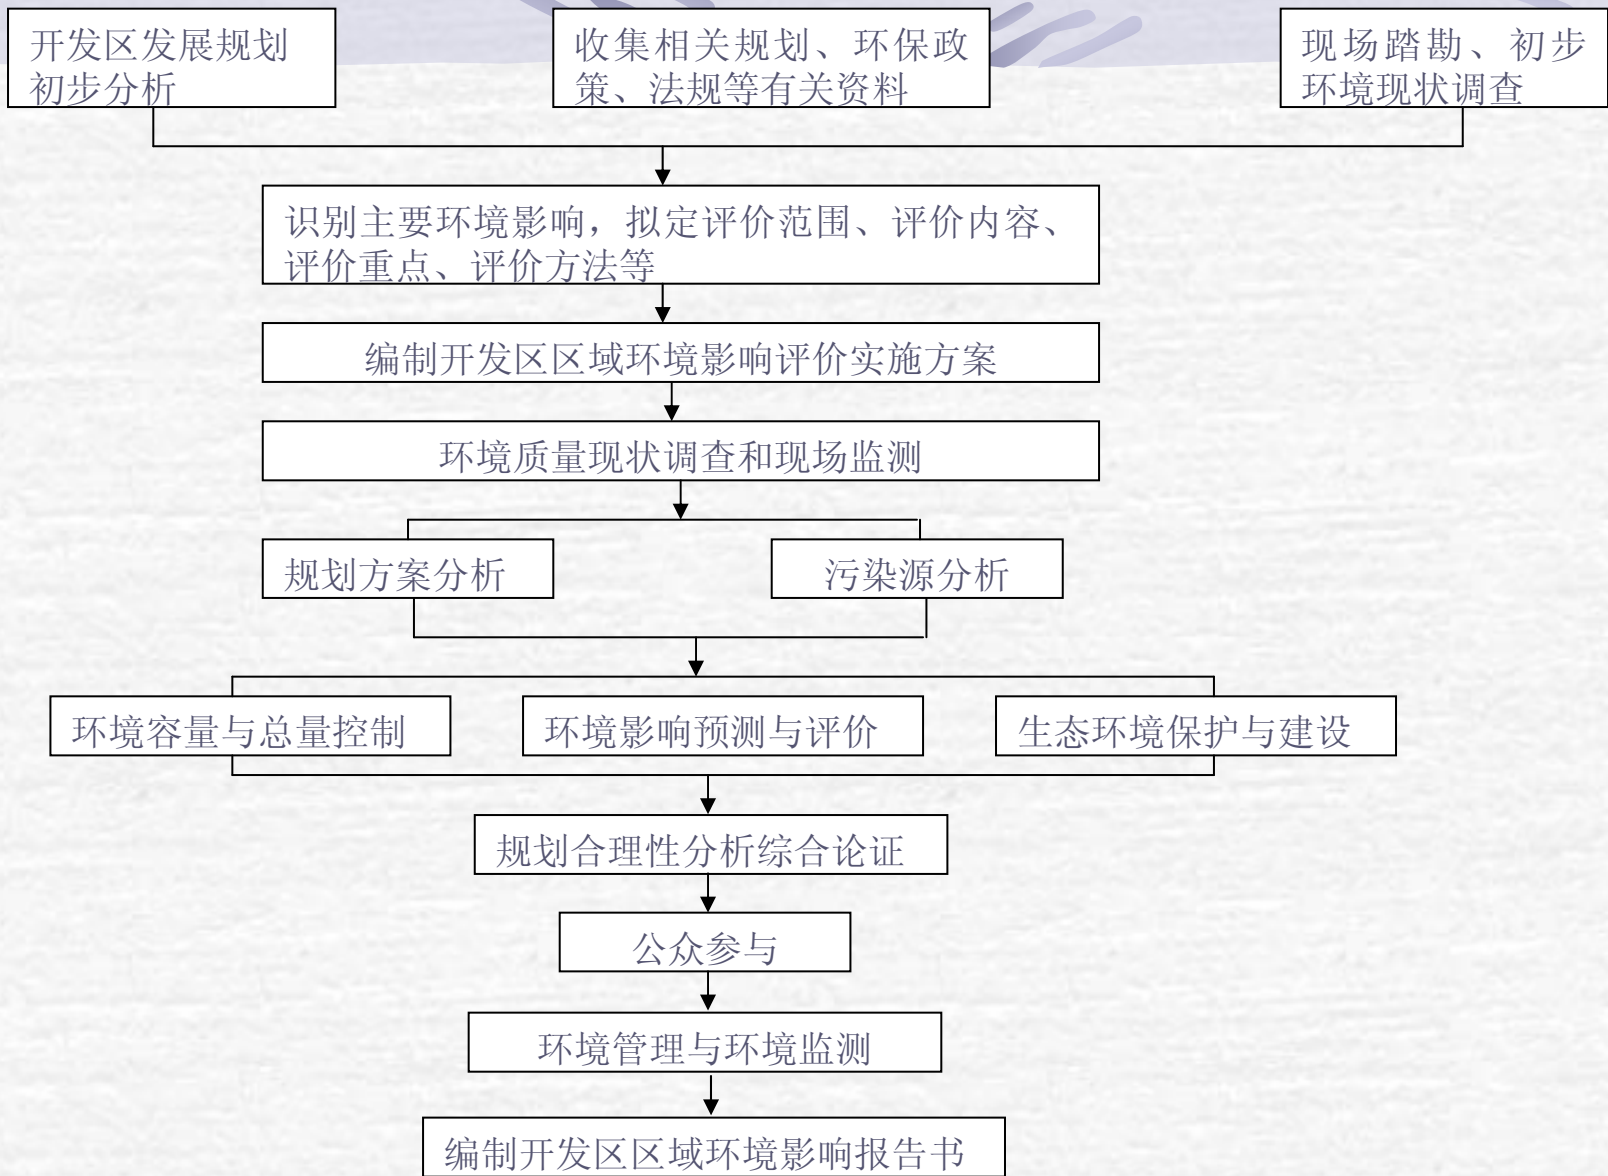 开发区发展规划
初步分析
收集相关规划、环保政
策、法规等有关资料
现场踏勘、初步
环境现状调查
识别主要环境影响，拟定评价范围、评价内容、
评价重点、评价方法等
编制开发区区域环境影响评价实施方案
环境质量现状调查和现场监测
规划方案分析
污染源分析
环境容量与总量控制
环境影响预测与评价
生态环境保护与建设
规划合理性分析综合论证
公众参与
环境管理与环境监测
编制开发区区域环境影响报告书